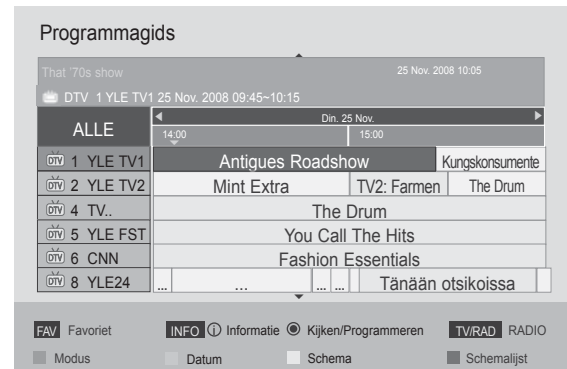 Programmagids
That '70s show 25 Nov. 2008 10:05
DTV 1 YLE TV1 25 Nov. 2008 09:45~10:15
ALLE Din. 25 Nov.
14:00 15:00
DTV 1 YLE TV1 Antigues Roadshow Kungskonsumente
DTV 2 YLE TV2 Mint Extra TV2: Farmen The Drum
DTV 4 TV.. The Drum
DTV 5 YLE FST You Call The Hits
DTV 6 CNN Fashion Essentials
DTV 8 YLE24 ... ... ... ... Tänään otsikoissa
FAV Favoriet INFO i Informatie Kijken/Programmeren TV/RAD RADIO
Modus Datum Schema Schemalijst